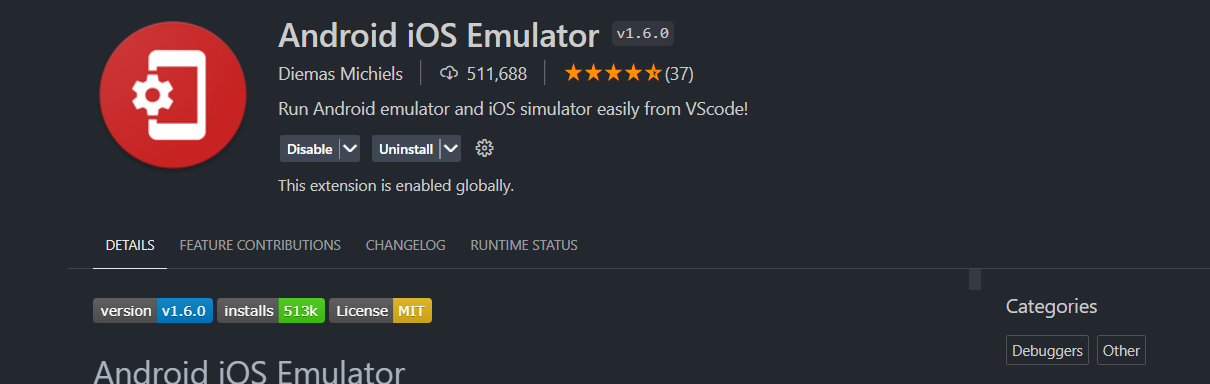 Android iOS Emulator v1.6.0
Diemas Michiels 511,688 (37)
Run Android emulator and iOS simulator easily from VScode!
Disable Uninstall
This extension is enabled globally.
DETAILS FEATURE CONTRIBUTIONS CHANGELOG RUNTIME STATUS
version v1.6.0 installs 513k License MIT
Categories
Debuggers Other
Android iOS Emulator